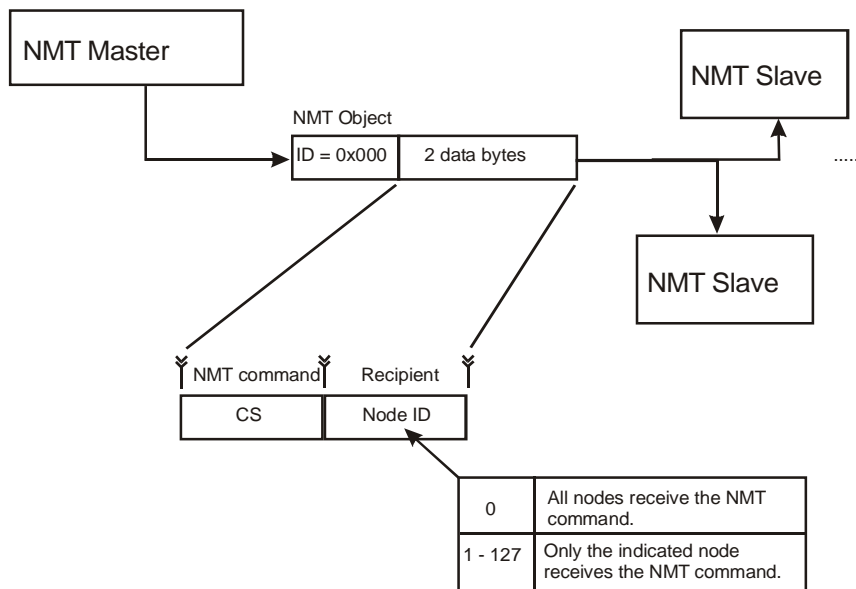 NMT Master
NMT Slave
NMT Object
ID = 0x000 2 data bytes
.....
NMT Slave
NMT command Recipient
CS Node ID
0 All nodes receive the NMT
command.
1 - 127 Only the indicated node
receives the NMT command.